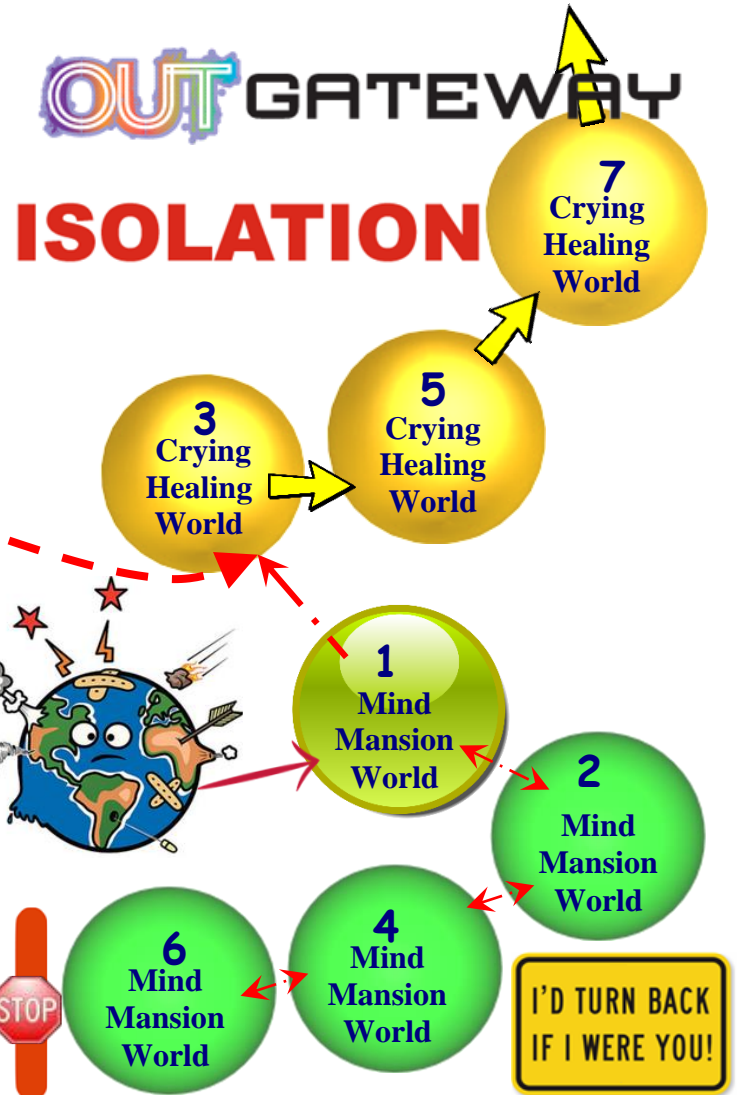 OUT GATEWAY
ISOLATION
7
Crying
Healing
World
5
Crying
Healing
World
3
Crying
Healing
World
1
Mind
Mansion
World
2
Mind
Mansion
World
4
Mind
Mansion
World
6
Mind
Mansion
World
STOP
I'D TURN BACK
IF I WERE YOU!